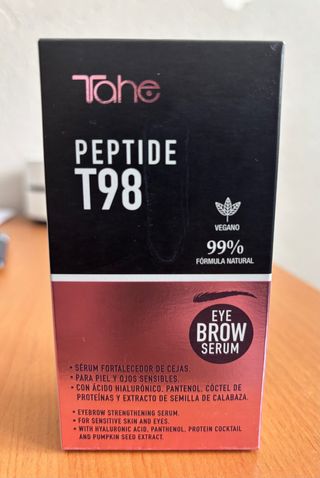 Tahe
PEPTIDE
T98
VEGANO
99%
FÓRMULA NATURAL
EYE
BROW
SERUM
• SÉRUM FORTALECEDOR DE CEJAS.
• PARA PIEL Y OJOS SENSIBLES.
• CON ÁCIDO HIALURÓNICO, PANTENOL, CÓCTEL DE
PROTEÍNAS Y EXTRACTO DE SEMILLA DE CALABAZA.
• EYEBROW STRENGTHENING SERUM.
• FOR SENSITIVE SKIN AND EYES.
• WITH HYALURONIC ACID, PANTHENOL, PROTEIN COCKTAIL
AND PUMPKIN SEED EXTRACT.